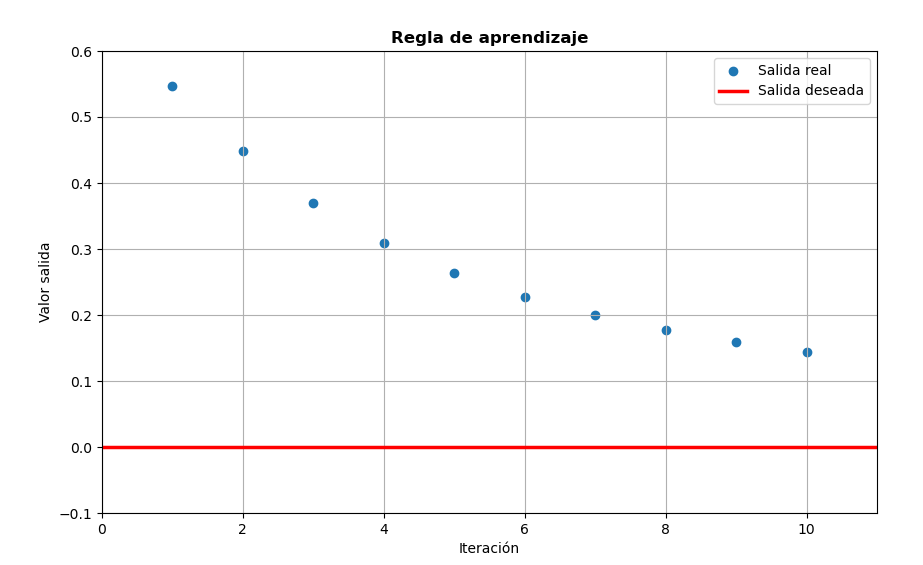 Regla de aprendizaje
Salida real
Salida deseada
0.6
0.5
0.4
0.3
0.2
0.1
0.0
−0.1
Valor salida
0 2 4 6 8 10
Iteración